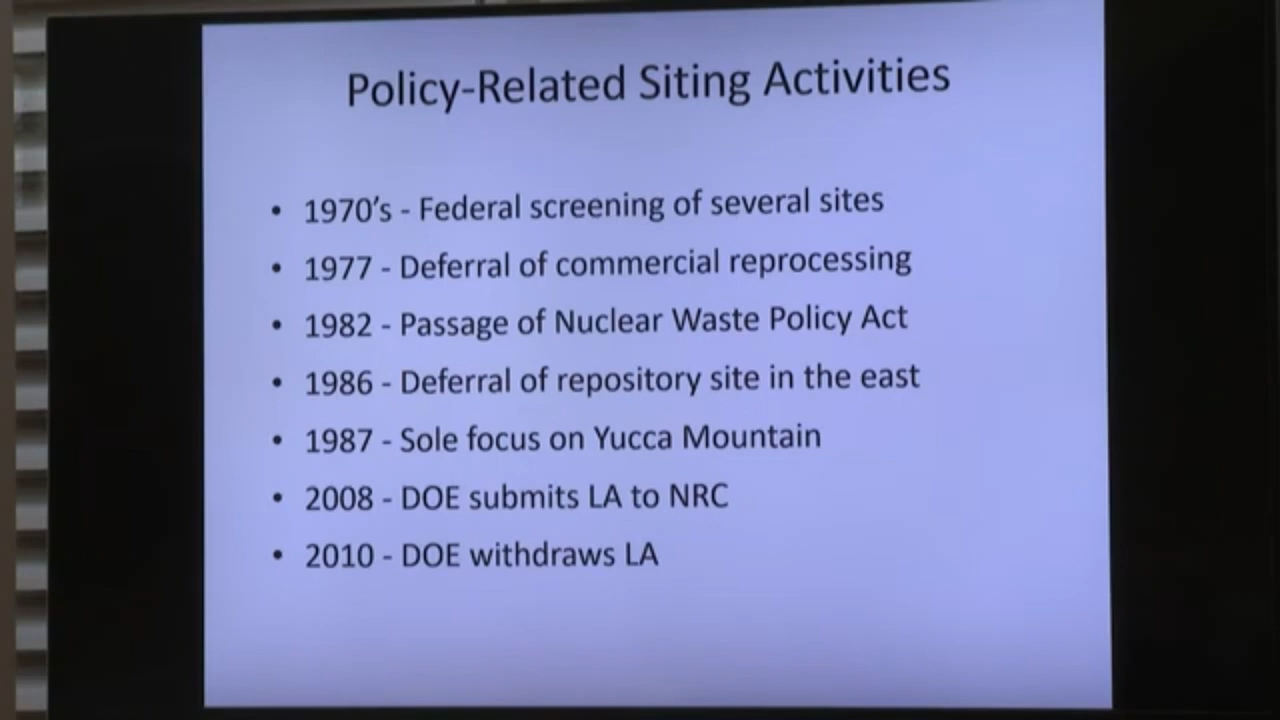 Policy-Related Siting Activities
• 1970's - Federal screening of several sites
• 1977 - Deferral of commercial reprocessing
• 1982 - Passage of Nuclear Waste Policy Act
• 1986 - Deferral of repository site in the east
• 1987 - Sole focus on Yucca Mountain
• 2008 - DOE submits LA to NRC
• 2010 - DOE withdraws LA